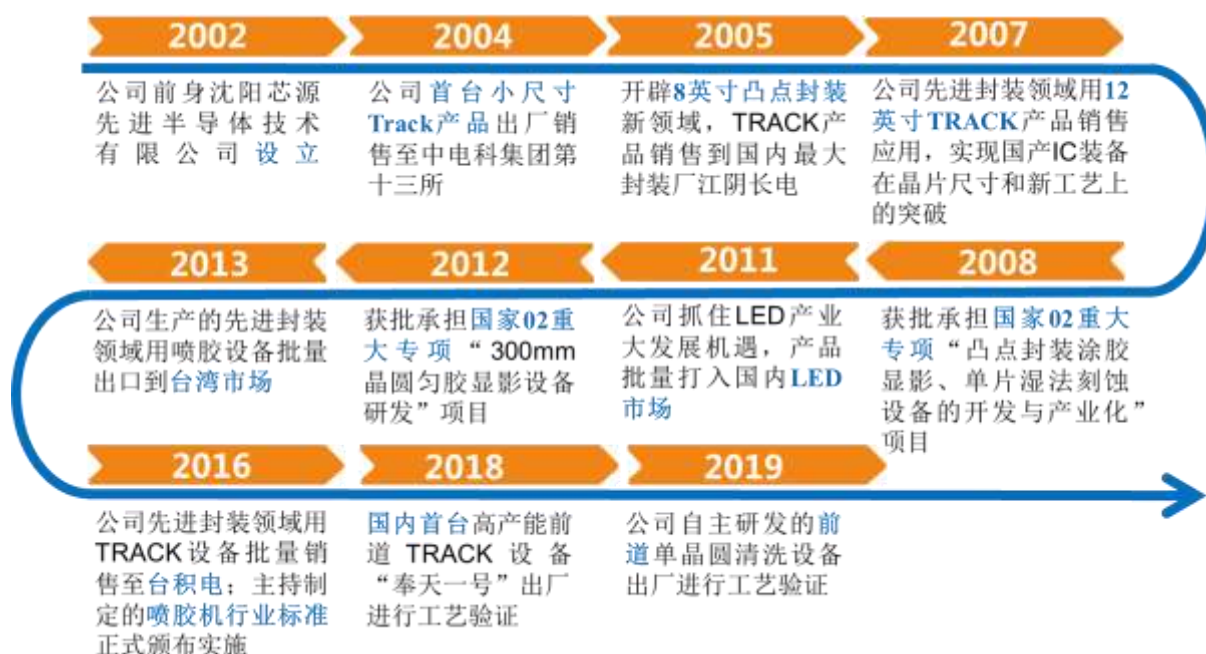 2002
公司前身沈阳芯源
先进半导体技术
有限公司设立
2004
公司首台小尺寸
Track产品出厂销
售至中电科集团第
十三所
2005
开辟8英寸凸点封装
新领域，TRACK产
品销售到国内最大
封装厂江阴长电
2007
公司先进封装领域用12
英寸TRACK产品销售
应用，实现国产IC装备
在晶片尺寸和新工艺上
的突破
2008
获批承担国家02重大
专项“凸点封装涂胶
显影、单片湿法刻蚀
设备的开发与产业化”
项目
2011
公司抓住LED产业
大发展机遇，产品
批量打入国内LED
市场
2012
获批承担国家02重
大专项“300mm
晶圆匀胶显影设备
研发”项目
2013
公司生产的先进封装
领域用喷胶设备批量
出口到台湾市场
2016
公司先进封装领域用
TRACK设备批量销
售至台积电；主持制
定的喷胶机行业标准
正式颁布实施
2018
国内首台高产能前
道TRACK设备
“奉天一号”出厂
进行工艺验证
2019
公司自主研发的前
道单晶圆清洗设备
出厂进行工艺验证